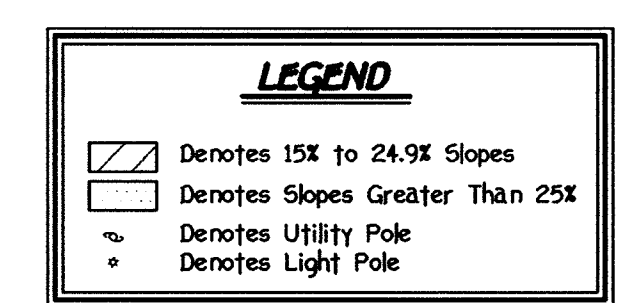 LEGEND
Denotes 15% to 24.9% Slopes
Denotes Slopes Greater Than 25%
Denotes Utility Pole
Denotes Light Pole